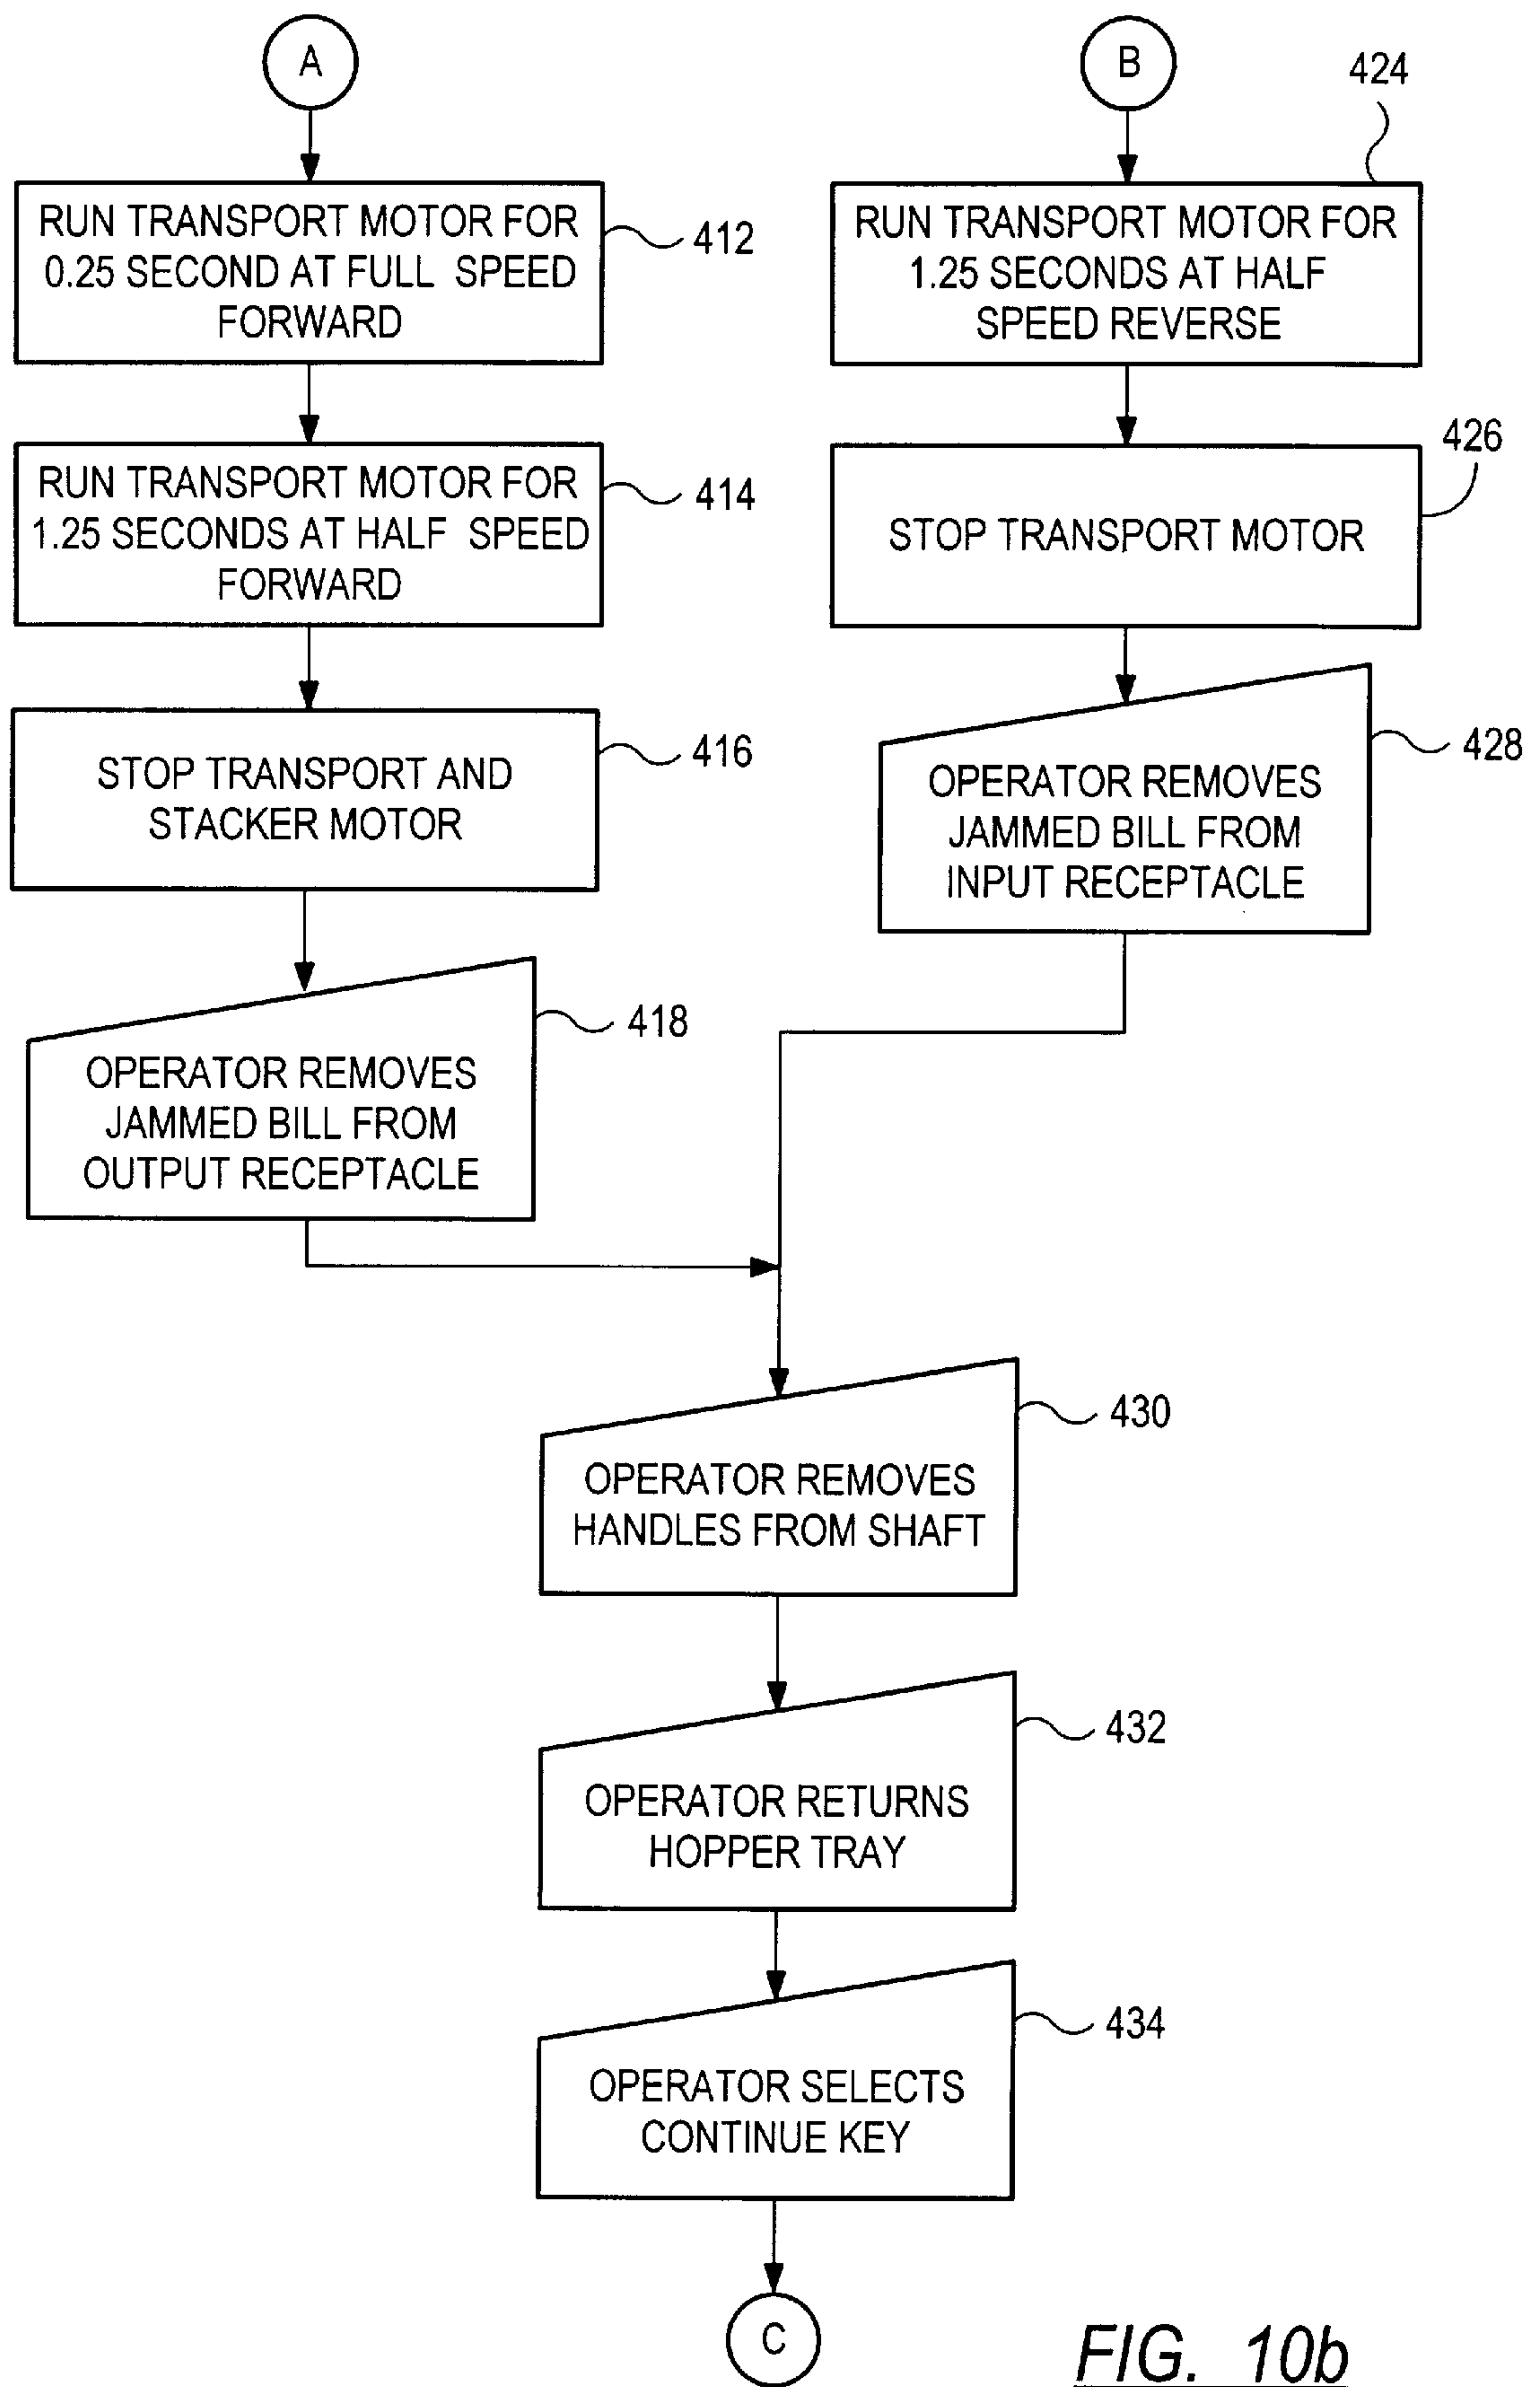 A
RUN TRANSPORT MOTOR FOR
0.25 SECOND AT FULL SPEED
FORWARD
412
RUN TRANSPORT MOTOR FOR
1.25 SECONDS AT HALF SPEED
FORWARD
414
STOP TRANSPORT AND
STACKER MOTOR
416
OPERATOR REMOVES
JAMMED BILL FROM
OUTPUT RECEPTACLE
418
B
424
RUN TRANSPORT MOTOR FOR
1.25 SECONDS AT HALF
SPEED REVERSE
426
STOP TRANSPORT MOTOR
428
OPERATOR REMOVES
JAMMED BILL FROM
INPUT RECEPTACLE
430
OPERATOR REMOVES
HANDLES FROM SHAFT
432
OPERATOR RETURNS
HOPPER TRAY
434
OPERATOR SELECTS
CONTINUE KEY
C
FIG. 10b